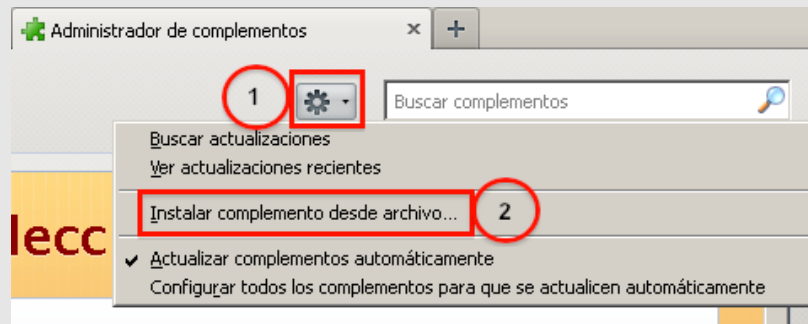 Administrador de complementos
1
Buscar complementos
Buscar actualizaciones
Ver actualizaciones recientes
Instalar complemento desde archivo...
2
lecc
Actualizar complementos automáticamente
Configurar todos los complementos para que se actualicen automáticamente